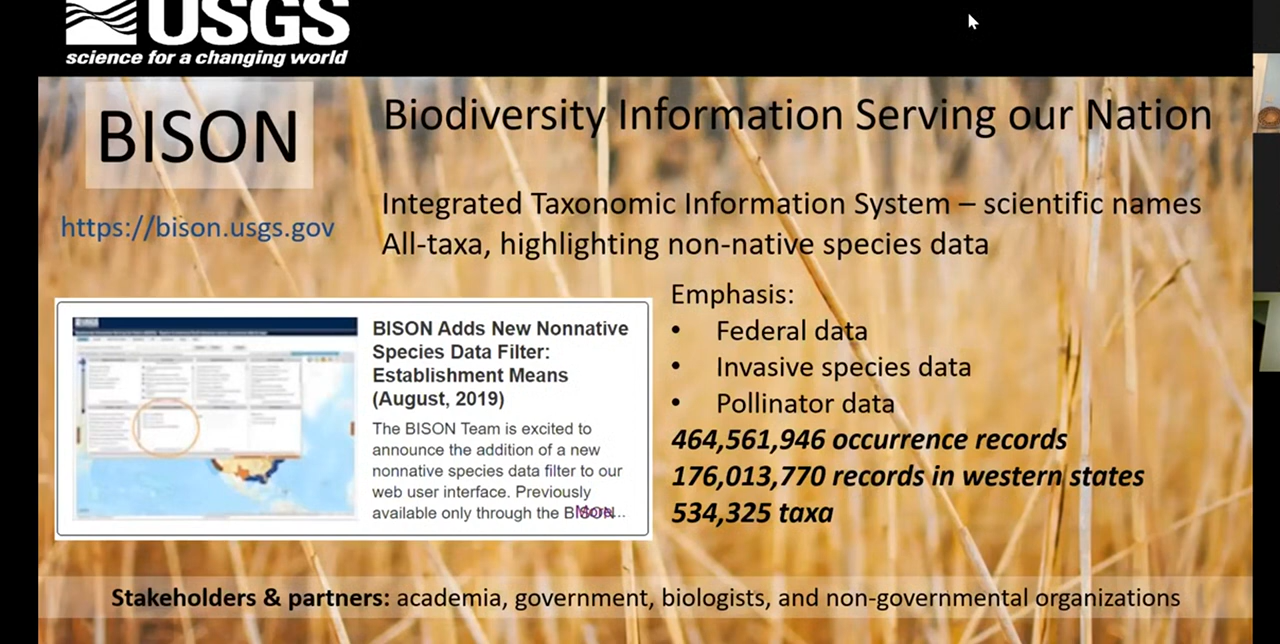 USGS
science for a changing world
BISON
Biodiversity Information Serving our Nation
https://bison.usgs.gov
Integrated Taxonomic Information System – scientific names
All-taxa, highlighting non-native species data
BISON Adds New Nonnative
Species Data Filter:
Establishment Means
(August, 2019)
The BISON Team is excited to
announce the addition of a new
nonnative species data filter to our
web user interface. Previously
available only through the BISON...
More
Emphasis:
• Federal data
• Invasive species data
• Pollinator data
464,561,946 occurrence records
176,013,770 records in western states
534,325 taxa
Stakeholders & partners: academia, government, biologists, and non-governmental organizations